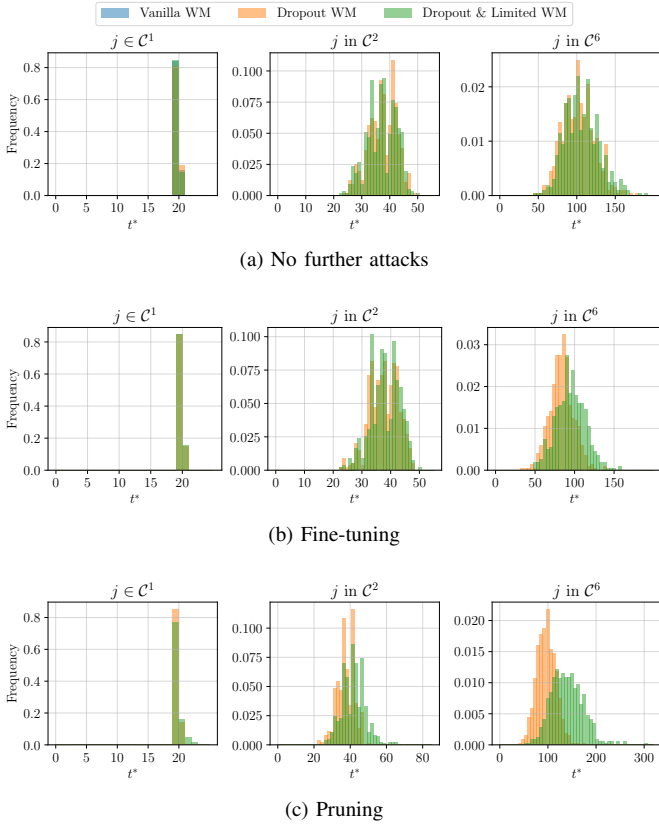 Vanilla WM Dropout WM Dropout & Limited WM
j ∈ C¹ j in C² j in C⁶
Frequency
0.8
0.6
0.4
0.2
0.0
0.100
0.075
0.050
0.025
0.000
0.02
0.01
0.00
0 5 10 15 20 25 0 10 20 30 40 50 0 50 100 150
t* t* t*
(a) No further attacks
j ∈ C¹ j in C² j in C⁶
Frequency
0.8
0.6
0.4
0.2
0.0
0.100
0.075
0.050
0.025
0.000
0.03
0.02
0.01
0.00
0 5 10 15 20 25 0 10 20 30 40 50 0 50 100 150
t* t* t*
(b) Fine-tuning
j ∈ C¹ j in C² j in C⁶
Frequency
0.8
0.6
0.4
0.2
0.0
0.100
0.075
0.050
0.025
0.000
0.020
0.015
0.010
0.005
0.000
0 5 10 15 20 25 0 20 40 60 80 0 100 200 300
t* t* t*
(c) Pruning